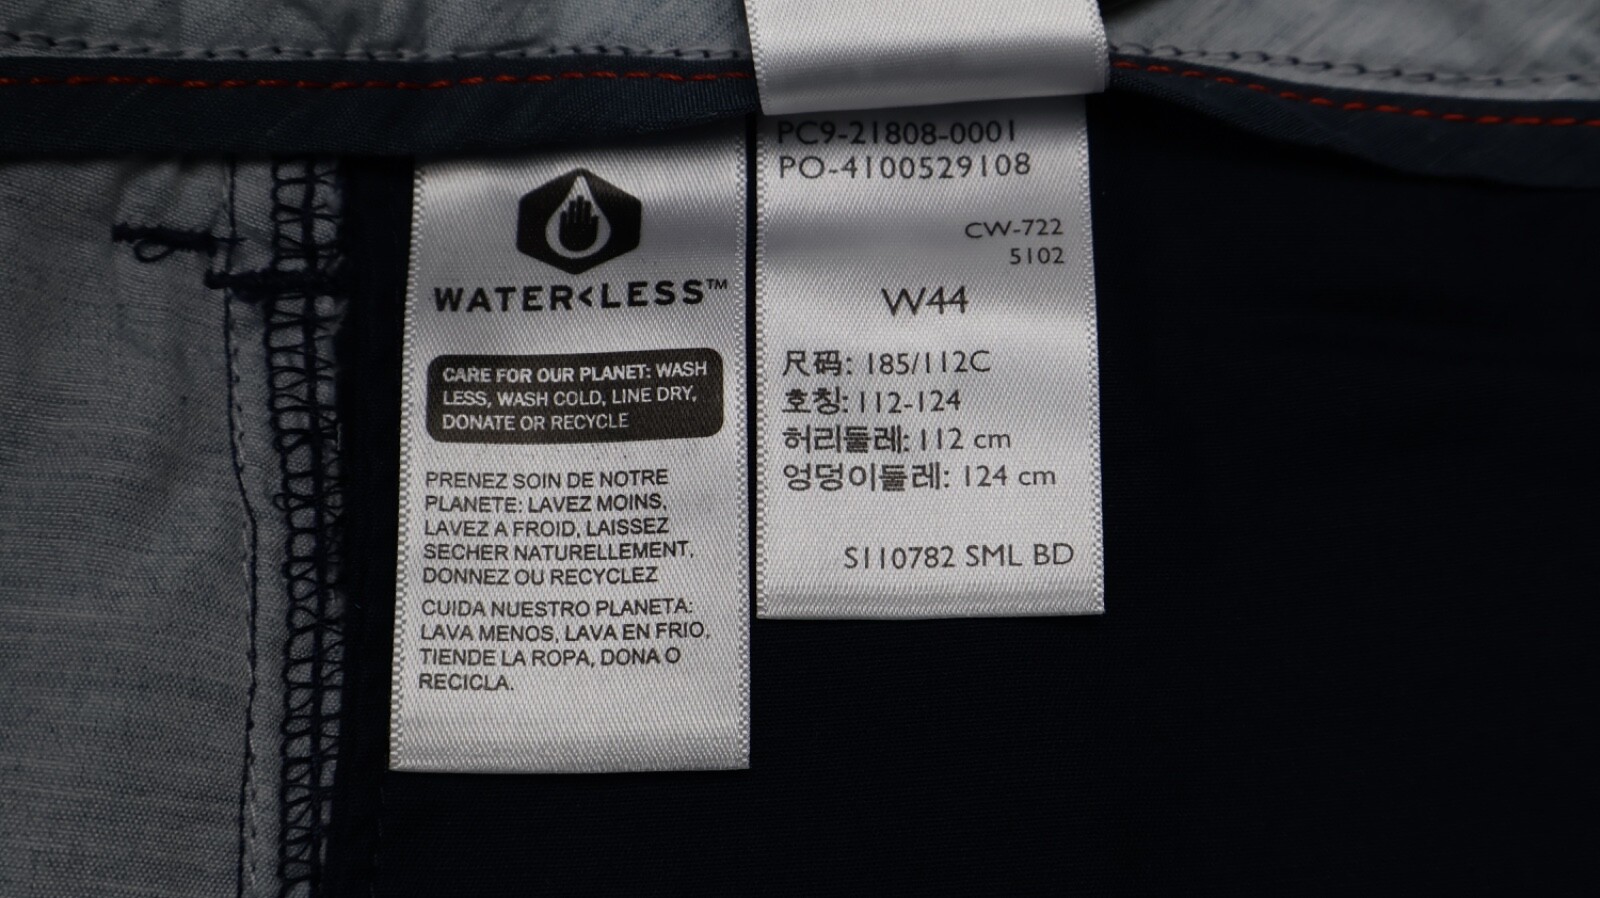 WATER<LESS™
CARE FOR OUR PLANET: WASH
LESS, WASH COLD, LINE DRY,
DONATE OR RECYCLE
PRENEZ SOIN DE NOTRE
PLANETE: LAVEZ MOINS,
LAVEZ A FROID, LAISSEZ
SECHER NATURELLEMENT,
DONNEZ OU RECYCLEZ
CUIDA NUESTRO PLANETA:
LAVA MENOS, LAVA EN FRIO,
TIENDE LA ROPA, DONA O
RECICLA.
PC9-21808-0001
PO-4100529108
CW-722
5102
W44
尺码: 185/112C
호칭: 112-124
허리둘레: 112 cm
엉덩이둘레: 124 cm
S110782 SML BD